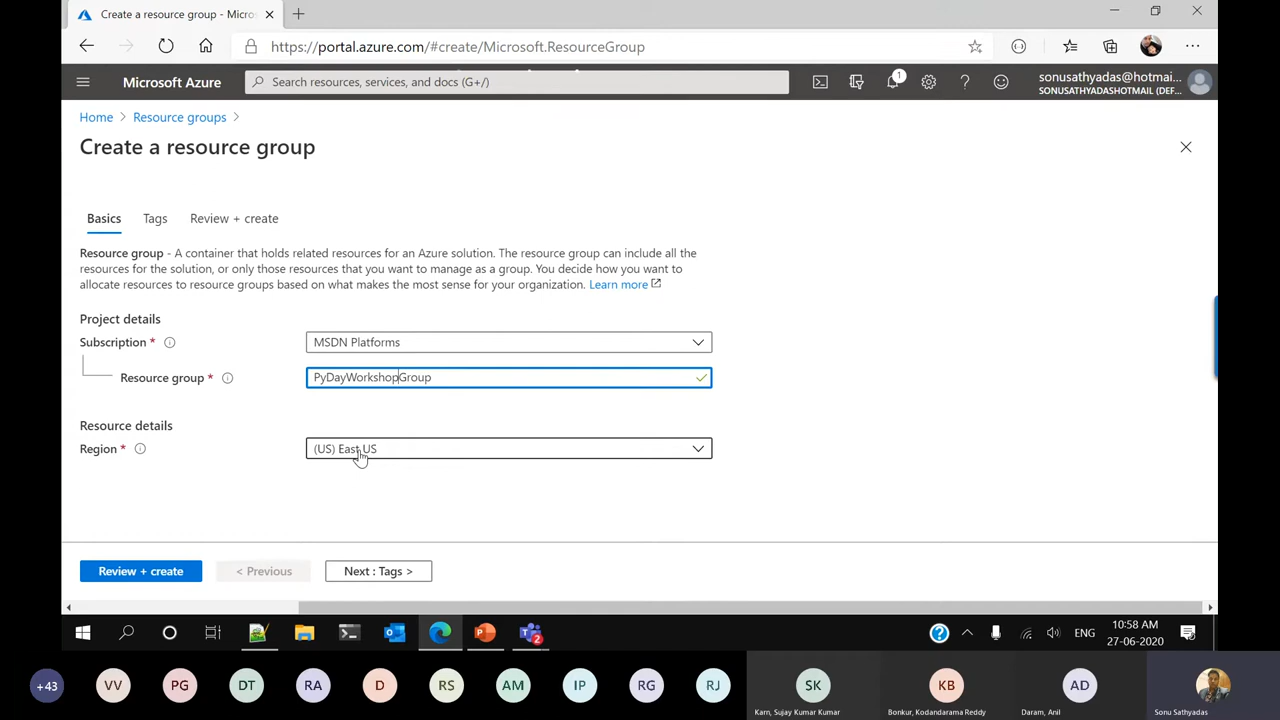 Create a resource group - Micro
https://portal.azure.com/#create/Microsoft.ResourceGroup
Microsoft Azure
Search resources, services, and docs (G+/)
1
sonusathyadas@hotmail...
SONUSATHYADASHOTMAIL (DEF...
Home > Resource groups >
Create a resource group
Basics
Tags
Review + create
Resource group - A container that holds related resources for an Azure solution. The resource group can include all the
resources for the solution, or only those resources that you want to manage as a group. You decide how you want to
allocate resources to resource groups based on what makes the most sense for your organization. Learn more
Project details
Subscription *
MSDN Platforms
Resource group *
PyDayWorkshopGroup
Resource details
Region *
(US) East US
Review + create
< Previous
Next : Tags >
ENG
10:58 AM
27-06-2020
2
+43
VV
PG
DT
RA
D
RS
AM
IP
RG
RJ
SK
KB
AD
Karn, Sujay Kumar Kumar
Bonkur, Kodandarama Reddy
Daram, Anil
Sonu Sathyadas